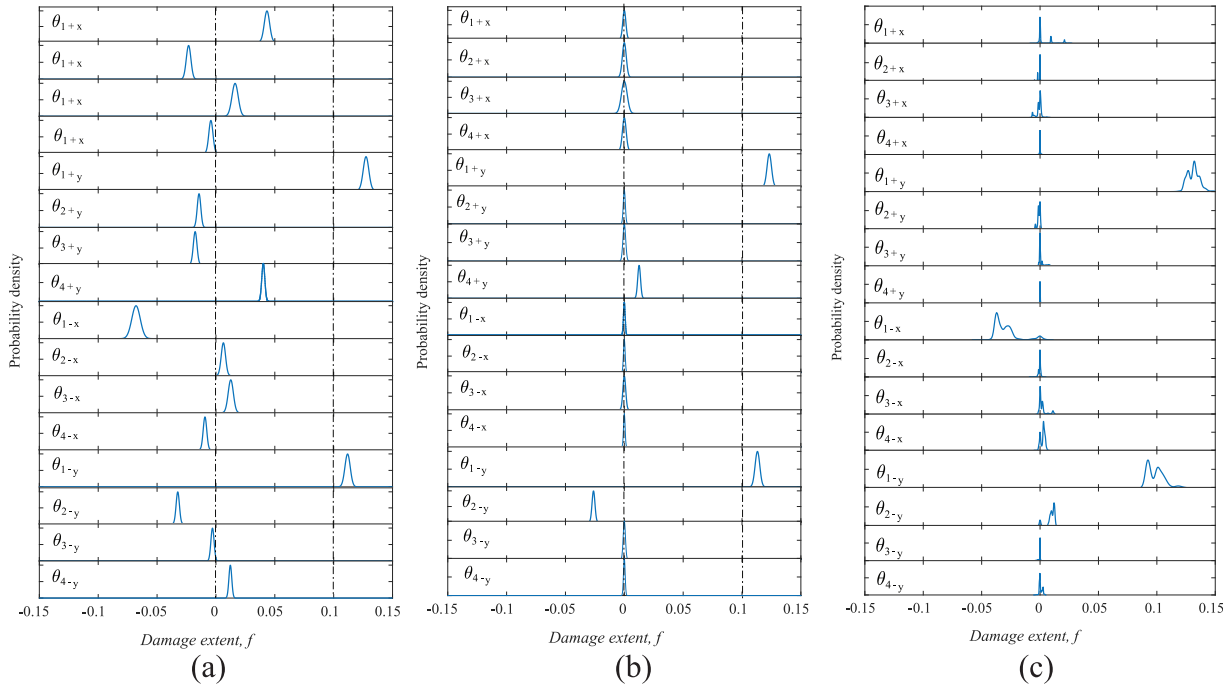 Probability density
θ1+x
θ1+x
θ1+x
θ1+x
θ1+y
θ2+y
θ3+y
θ4+y
θ1-x
θ2-x
θ3-x
θ4-x
θ1-y
θ2-y
θ3-y
θ4-y
-0.15 -0.1 -0.05 0 0.05 0.1 0.15
Damage extent, f
(a)
Probability density
θ1+x
θ2+x
θ3+x
θ4+x
θ1+y
θ2+y
θ3+y
θ4+y
θ1-x
θ2-x
θ3-x
θ4-x
θ1-y
θ2-y
θ3-y
θ4-y
-0.15 -0.1 -0.05 0 0.05 0.1 0.15
Damage extent, f
(b)
Probability density
θ1+x
θ2+x
θ3+x
θ4+x
θ1+y
θ2+y
θ3+y
θ4+y
θ1-x
θ2-x
θ3-x
θ4-x
θ1-y
θ2-y
θ3-y
θ4-y
-0.15 -0.1 -0.05 0 0.05 0.1 0.15
Damage extent, f
(c)